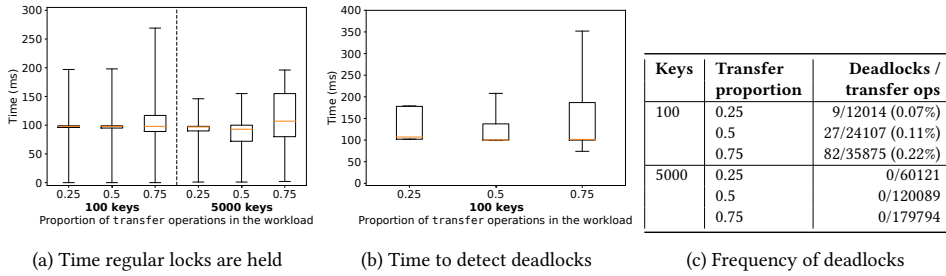 300
250
200
150
100
50
0
Time (ms)
0.25 0.5 0.75 0.25 0.5 0.75
100 keys 5000 keys
Proportion of transfer operations in the workload
(a) Time regular locks are held
400
350
300
250
200
150
100
50
0
Time (ms)
0.25 0.5 0.75
100 keys
Proportion of transfer operations in the workload
(b) Time to detect deadlocks
Keys Transfer Deadlocks /
proportion transfer ops
100 0.25 9/12014 (0.07%)
0.5 27/24107 (0.11%)
0.75 82/35875 (0.22%)
5000 0.25 0/60121
0.5 0/120089
0.75 0/179794
(c) Frequency of deadlocks